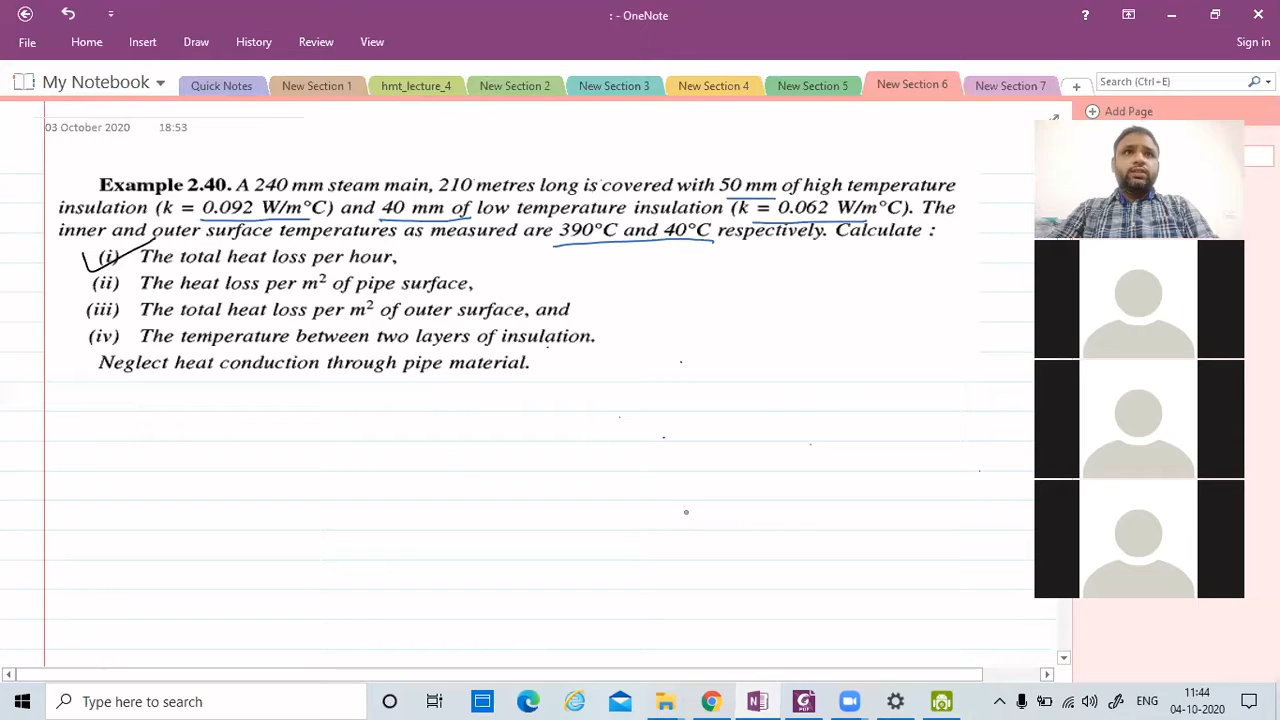 : - OneNote
Sign in
File Home Insert Draw History Review View
My Notebook Quick Notes New Section 1 hmt_lecture_4 New Section 2 New Section 3 New Section 4 New Section 5 New Section 6 New Section 7 Search (Ctrl+E)
Add Page
03 October 2020 18:53
Example 2.40. A 240 mm steam main, 210 metres long is covered with 50 mm of high temperature
insulation (k = 0.092 W/m°C) and 40 mm of low temperature insulation (k = 0.062 W/m°C). The
inner and outer surface temperatures as measured are 390°C and 40°C respectively. Calculate :
(i) The total heat loss per hour,
(ii) The heat loss per m² of pipe surface,
(iii) The total heat loss per m² of outer surface, and
(iv) The temperature between two layers of insulation.
Neglect heat conduction through pipe material.
Type here to search
ENG
1:44
04-10-2020